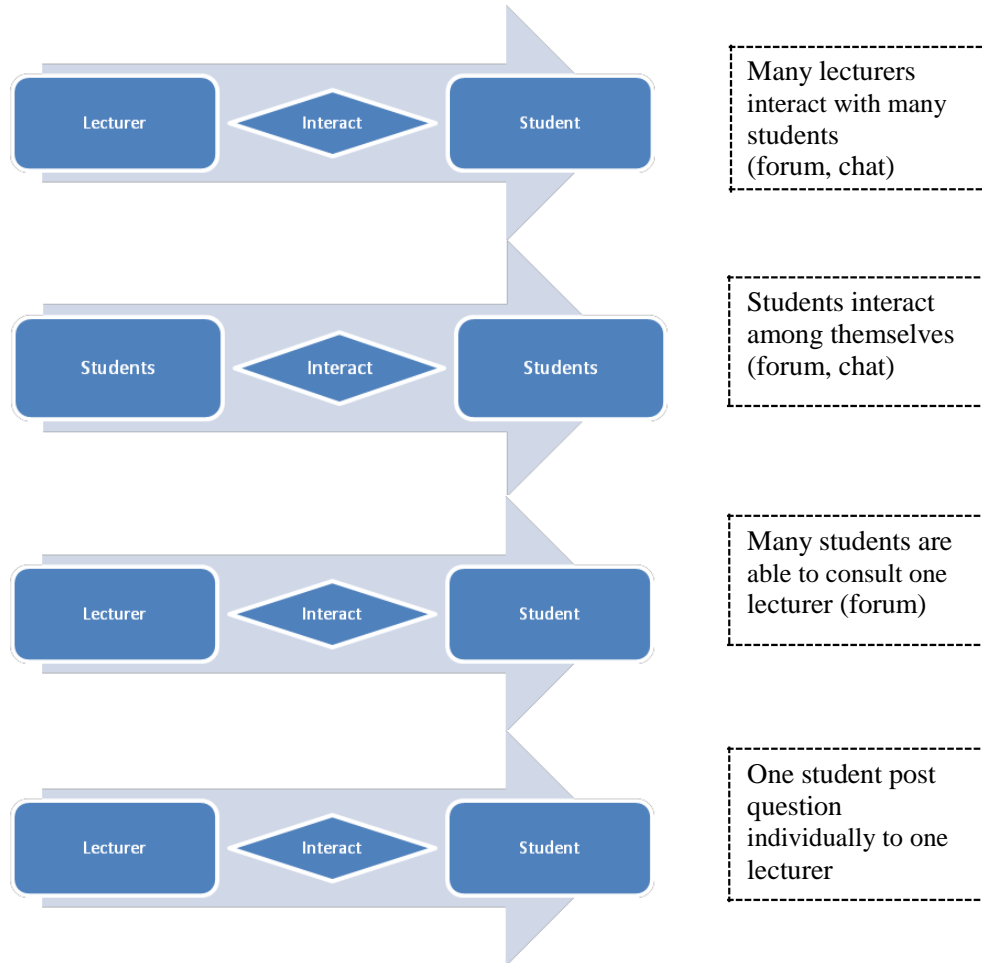 Lecturer
Interact
Student
Many lecturers
interact with many
students
(forum, chat)
Students
Interact
Students
Students interact
among themselves
(forum, chat)
Lecturer
Interact
Student
Many students are
able to consult one
lecturer (forum)
Lecturer
Interact
Student
One student post
question
individually to one
lecturer